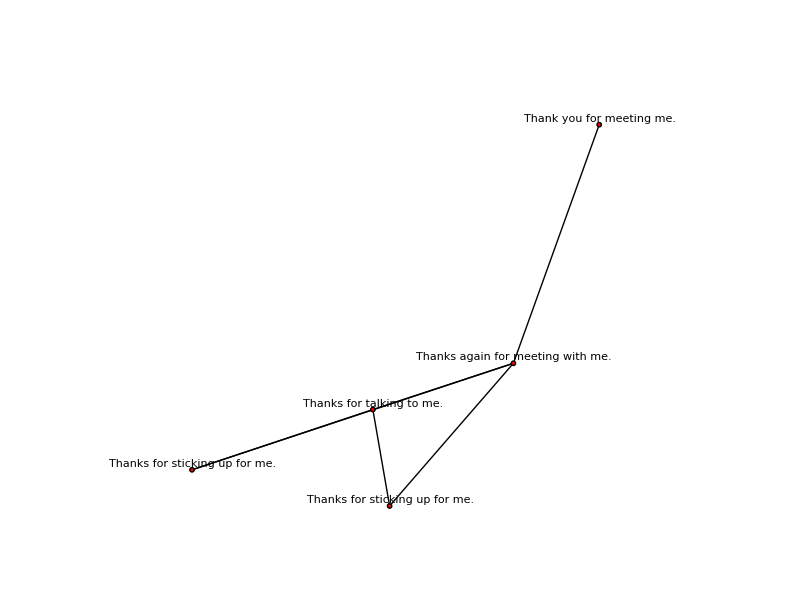 Thank you for meeting me.
Thanks again for meeting with me.
Thanks for talking to me.
Thanks for sticking up for me.
Thanks for sticking up for me.